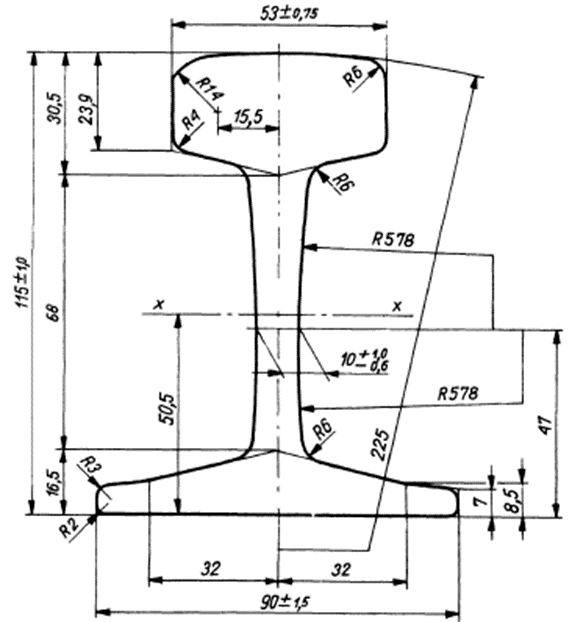 53±0,75
30,5
23,9
R14
R4
15,5
R6
R6
R578
115±1,0
68
x
x
10 +1,0 −0,6
50,5
R578
47
225
R6
16,5
R3
R2
7
8,5
32
32
90±1,5